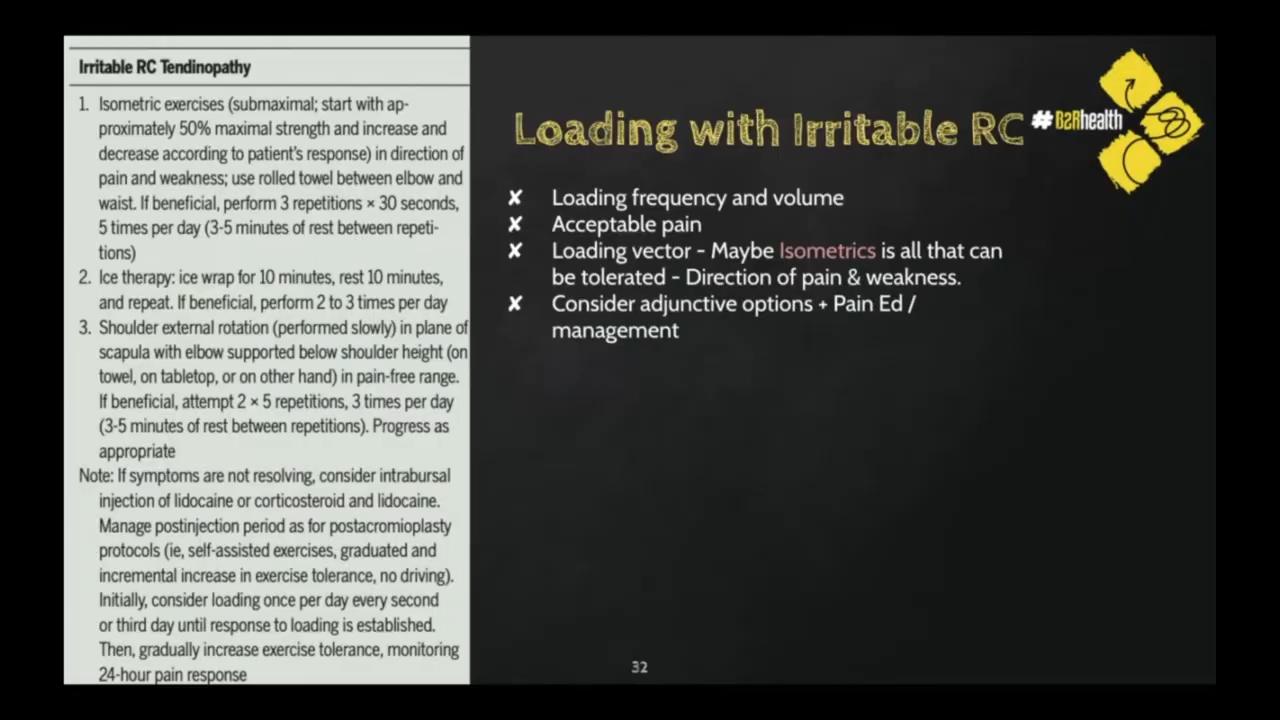 Irritable RC Tendinopathy
1. Isometric exercises (submaximal; start with ap-
proximately 50% maximal strength and increase and
decrease according to patient's response) in direction of
pain and weakness; use rolled towel between elbow and
waist. If beneficial, perform 3 repetitions × 30 seconds,
5 times per day (3-5 minutes of rest between repeti-
tions)
2. Ice therapy: ice wrap for 10 minutes, rest 10 minutes,
and repeat. If beneficial, perform 2 to 3 times per day
3. Shoulder external rotation (performed slowly) in plane of
scapula with elbow supported below shoulder height (on
towel, on tabletop, or on other hand) in pain-free range.
If beneficial, attempt 2 × 5 repetitions, 3 times per day
(3-5 minutes of rest between repetitions). Progress as
appropriate
Note: If symptoms are not resolving, consider intrabursal
injection of lidocaine or corticosteroid and lidocaine.
Manage postinjection period as for postacromioplasty
protocols (ie, self-assisted exercises, graduated and
incremental increase in exercise tolerance, no driving).
Initially, consider loading once per day every second
or third day until response to loading is established.
Then, gradually increase exercise tolerance, monitoring
24-hour pain response
Loading with Irritable RC
#B2Rhealth
✘ Loading frequency and volume
✘ Acceptable pain
✘ Loading vector - Maybe Isometrics is all that can
be tolerated - Direction of pain & weakness.
✘ Consider adjunctive options + Pain Ed /
management
32